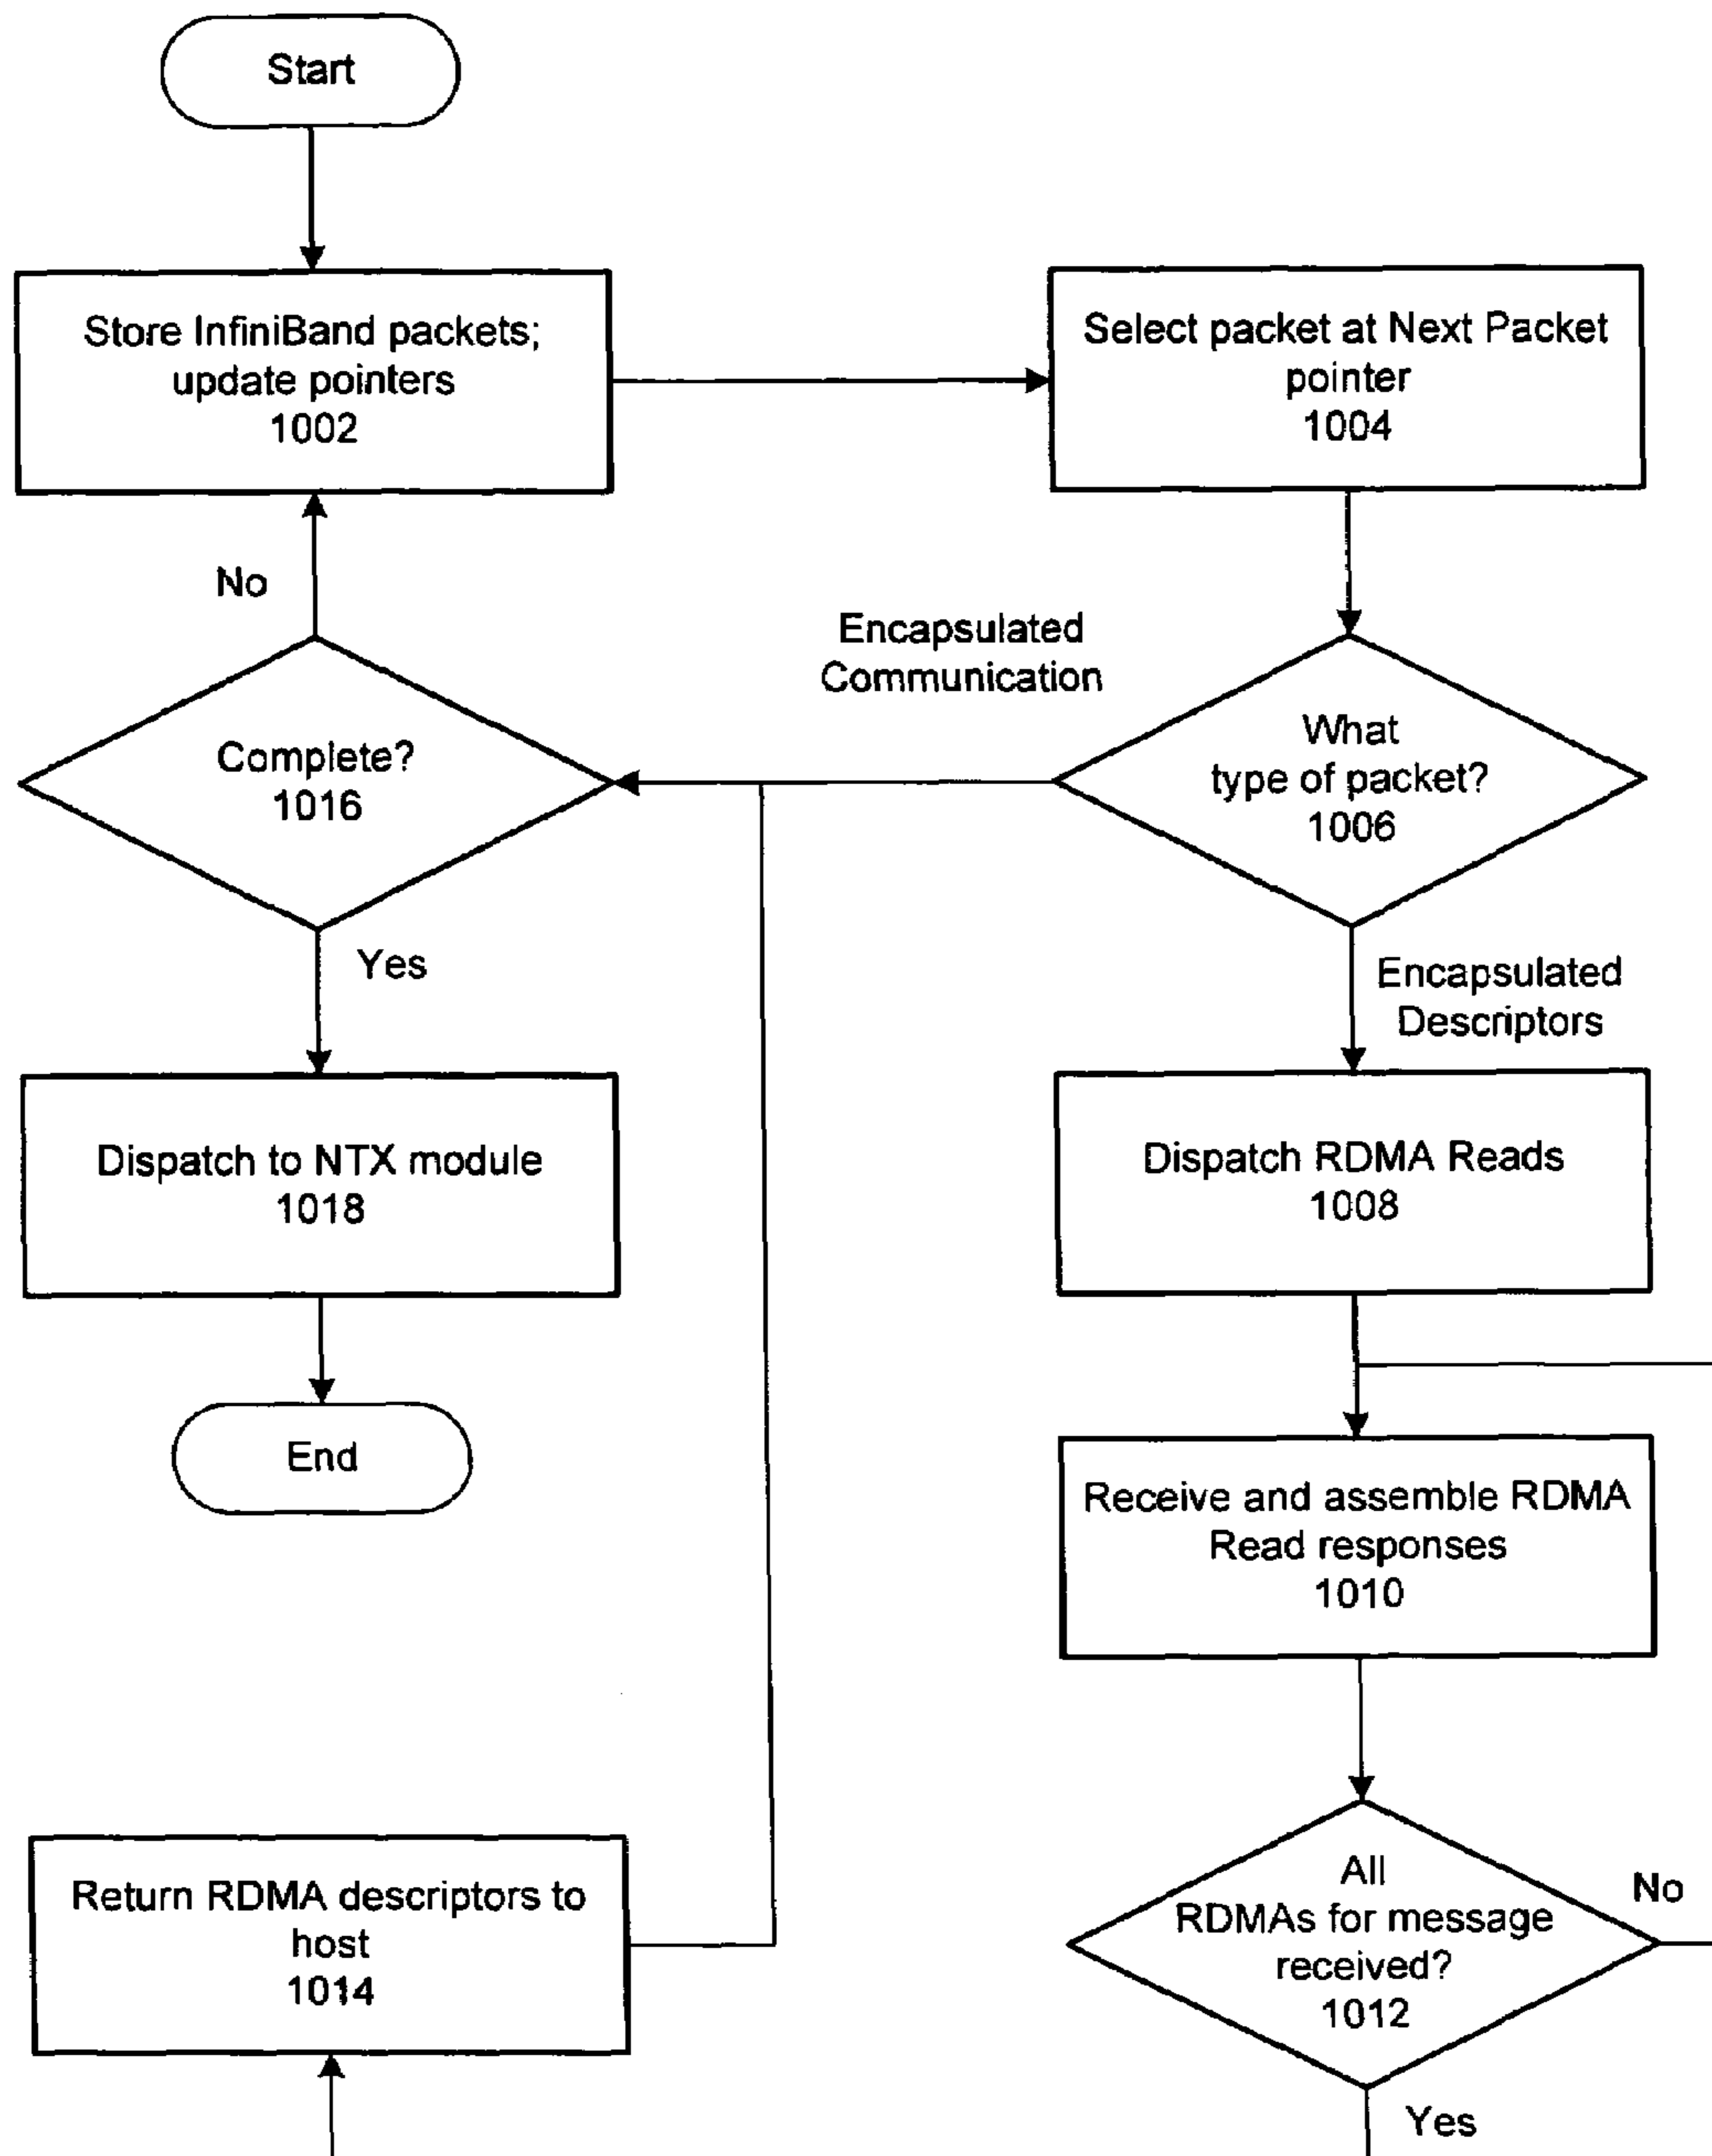 Start
Store InfiniBand packets;
update pointers
1002
Select packet at Next Packet
pointer
1004
No
Encapsulated
Communication
Complete?
1016
What
type of packet?
1006
Yes
Encapsulated
Descriptors
Dispatch to NTX module
1018
Dispatch RDMA Reads
1008
End
Receive and assemble RDMA
Read responses
1010
Return RDMA descriptors to
host
1014
All
RDMAs for message
received?
1012
No
Yes